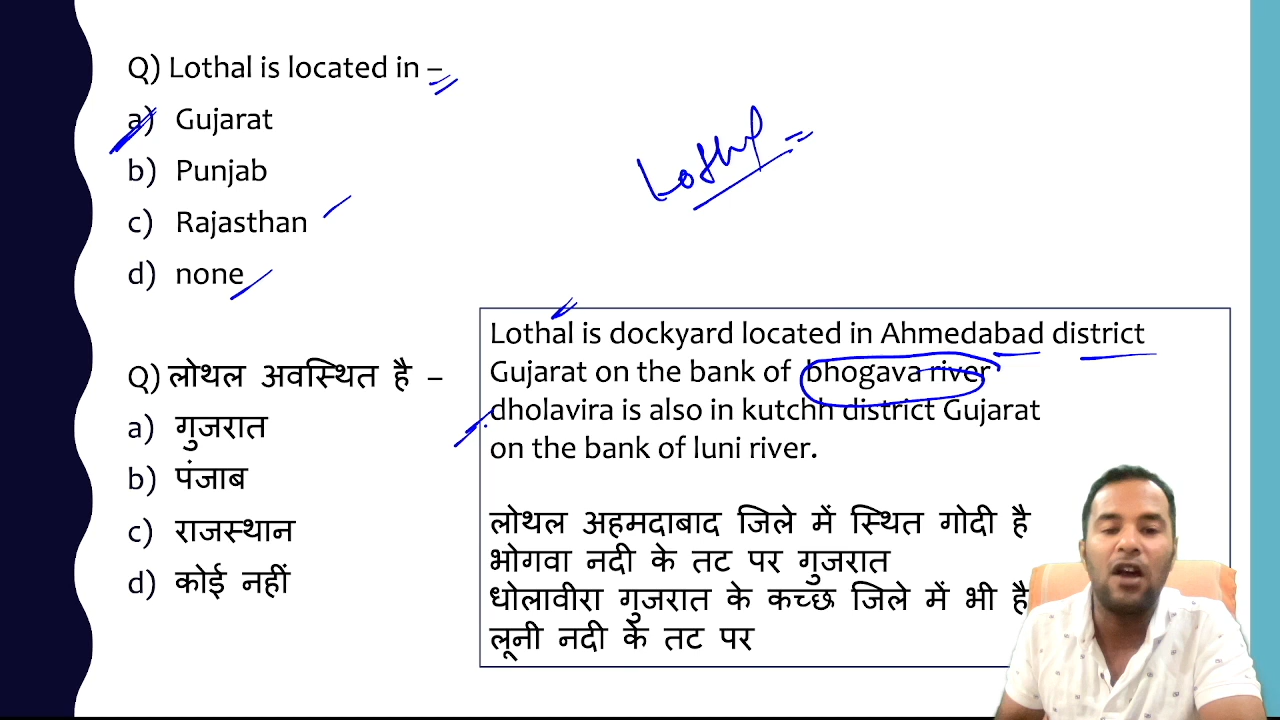 Q) Lothal is located in –
a) Gujarat
b) Punjab
c) Rajasthan
d) none
Lothal =
Q) लोथल अवस्थित है –
a) गुजरात
b) पंजाब
c) राजस्थान
d) कोई नहीं
Lothal is dockyard located in Ahmedabad district
Gujarat on the bank of bhogava river
dholavira is also in kutchh district Gujarat
on the bank of luni river.
लोथल अहमदाबाद जिले में स्थित गोदी है
भोगवा नदी के तट पर गुजरात
धोलावीरा गुजरात के कच्छ जिले में भी है
लूनी नदी के तट पर